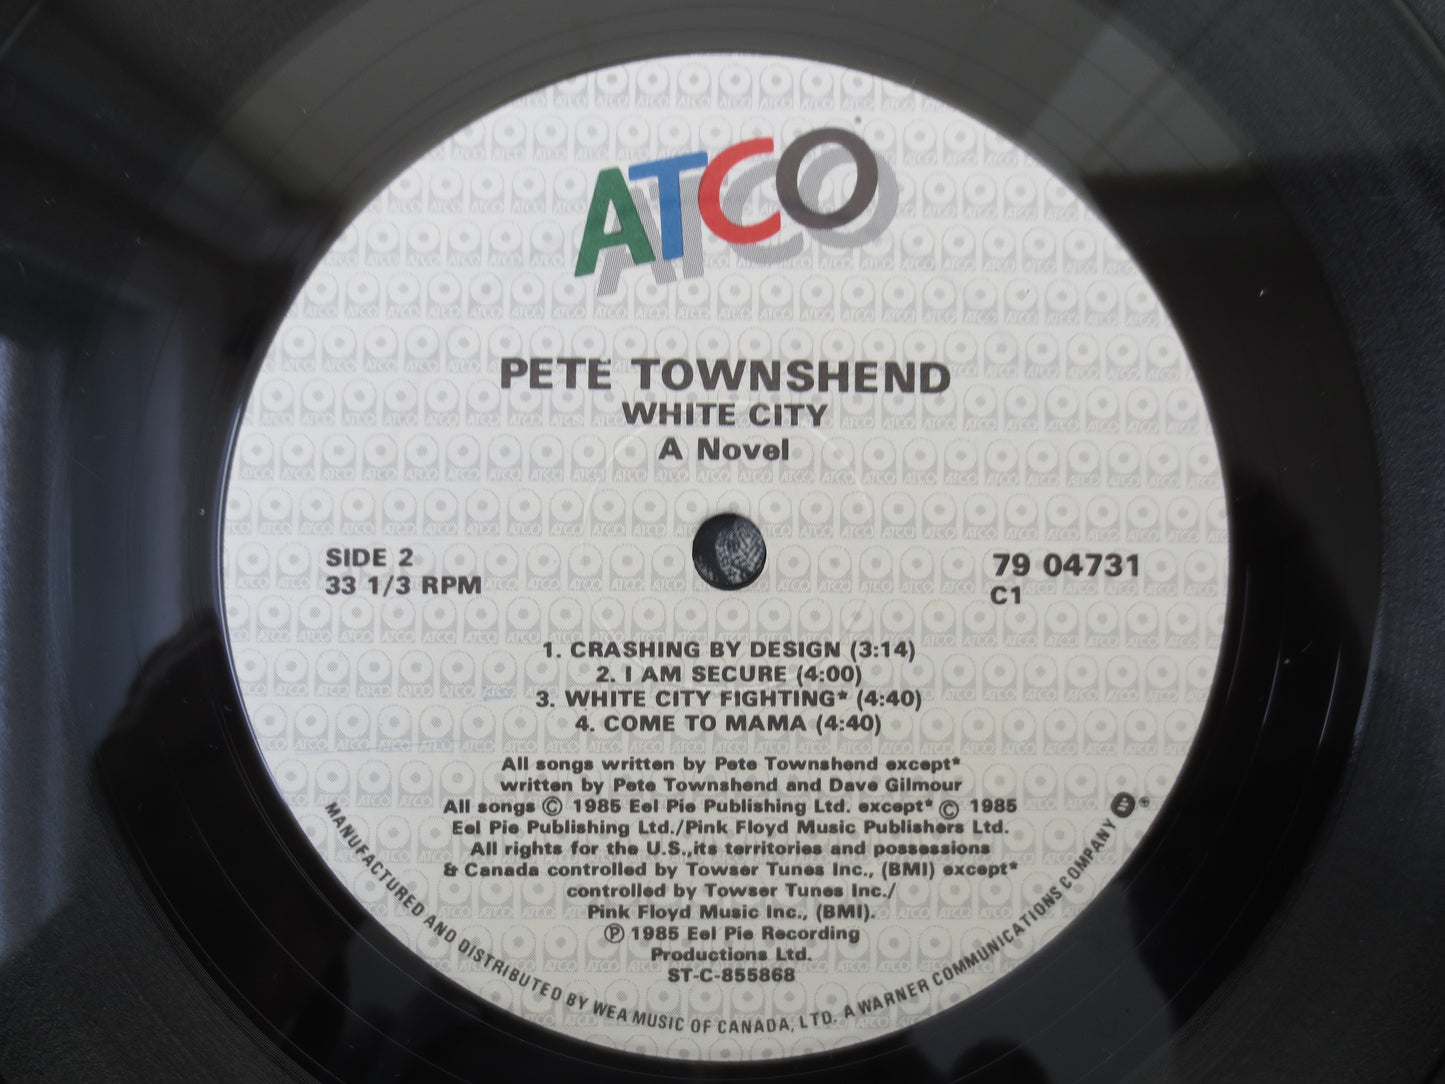 ATCO
PETE TOWNSHEND
WHITE CITY
A Novel
SIDE 2
33 1/3 RPM
79 04731
C1
1. CRASHING BY DESIGN (3:14)
2. I AM SECURE (4:00)
3. WHITE CITY FIGHTING* (4:40)
4. COME TO MAMA (4:40)
All songs written by Pete Townshend except*
written by Pete Townshend and Dave Gilmour
All songs © 1985 Eel Pie Publishing Ltd. except* © 1985
Eel Pie Publishing Ltd./Pink Floyd Music Publishers Ltd.
All rights for the U.S.,its territories and possessions
& Canada controlled by Towser Tunes Inc., (BMI) except*
controlled by Towser Tunes Inc./
Pink Floyd Music Inc., (BMI).
℗ 1985 Eel Pie Recording
Productions Ltd.
ST-C-855868
MANUFACTURED AND DISTRIBUTED BY WEA MUSIC OF CANADA, LTD. A WARNER COMMUNICATIONS COMPANY